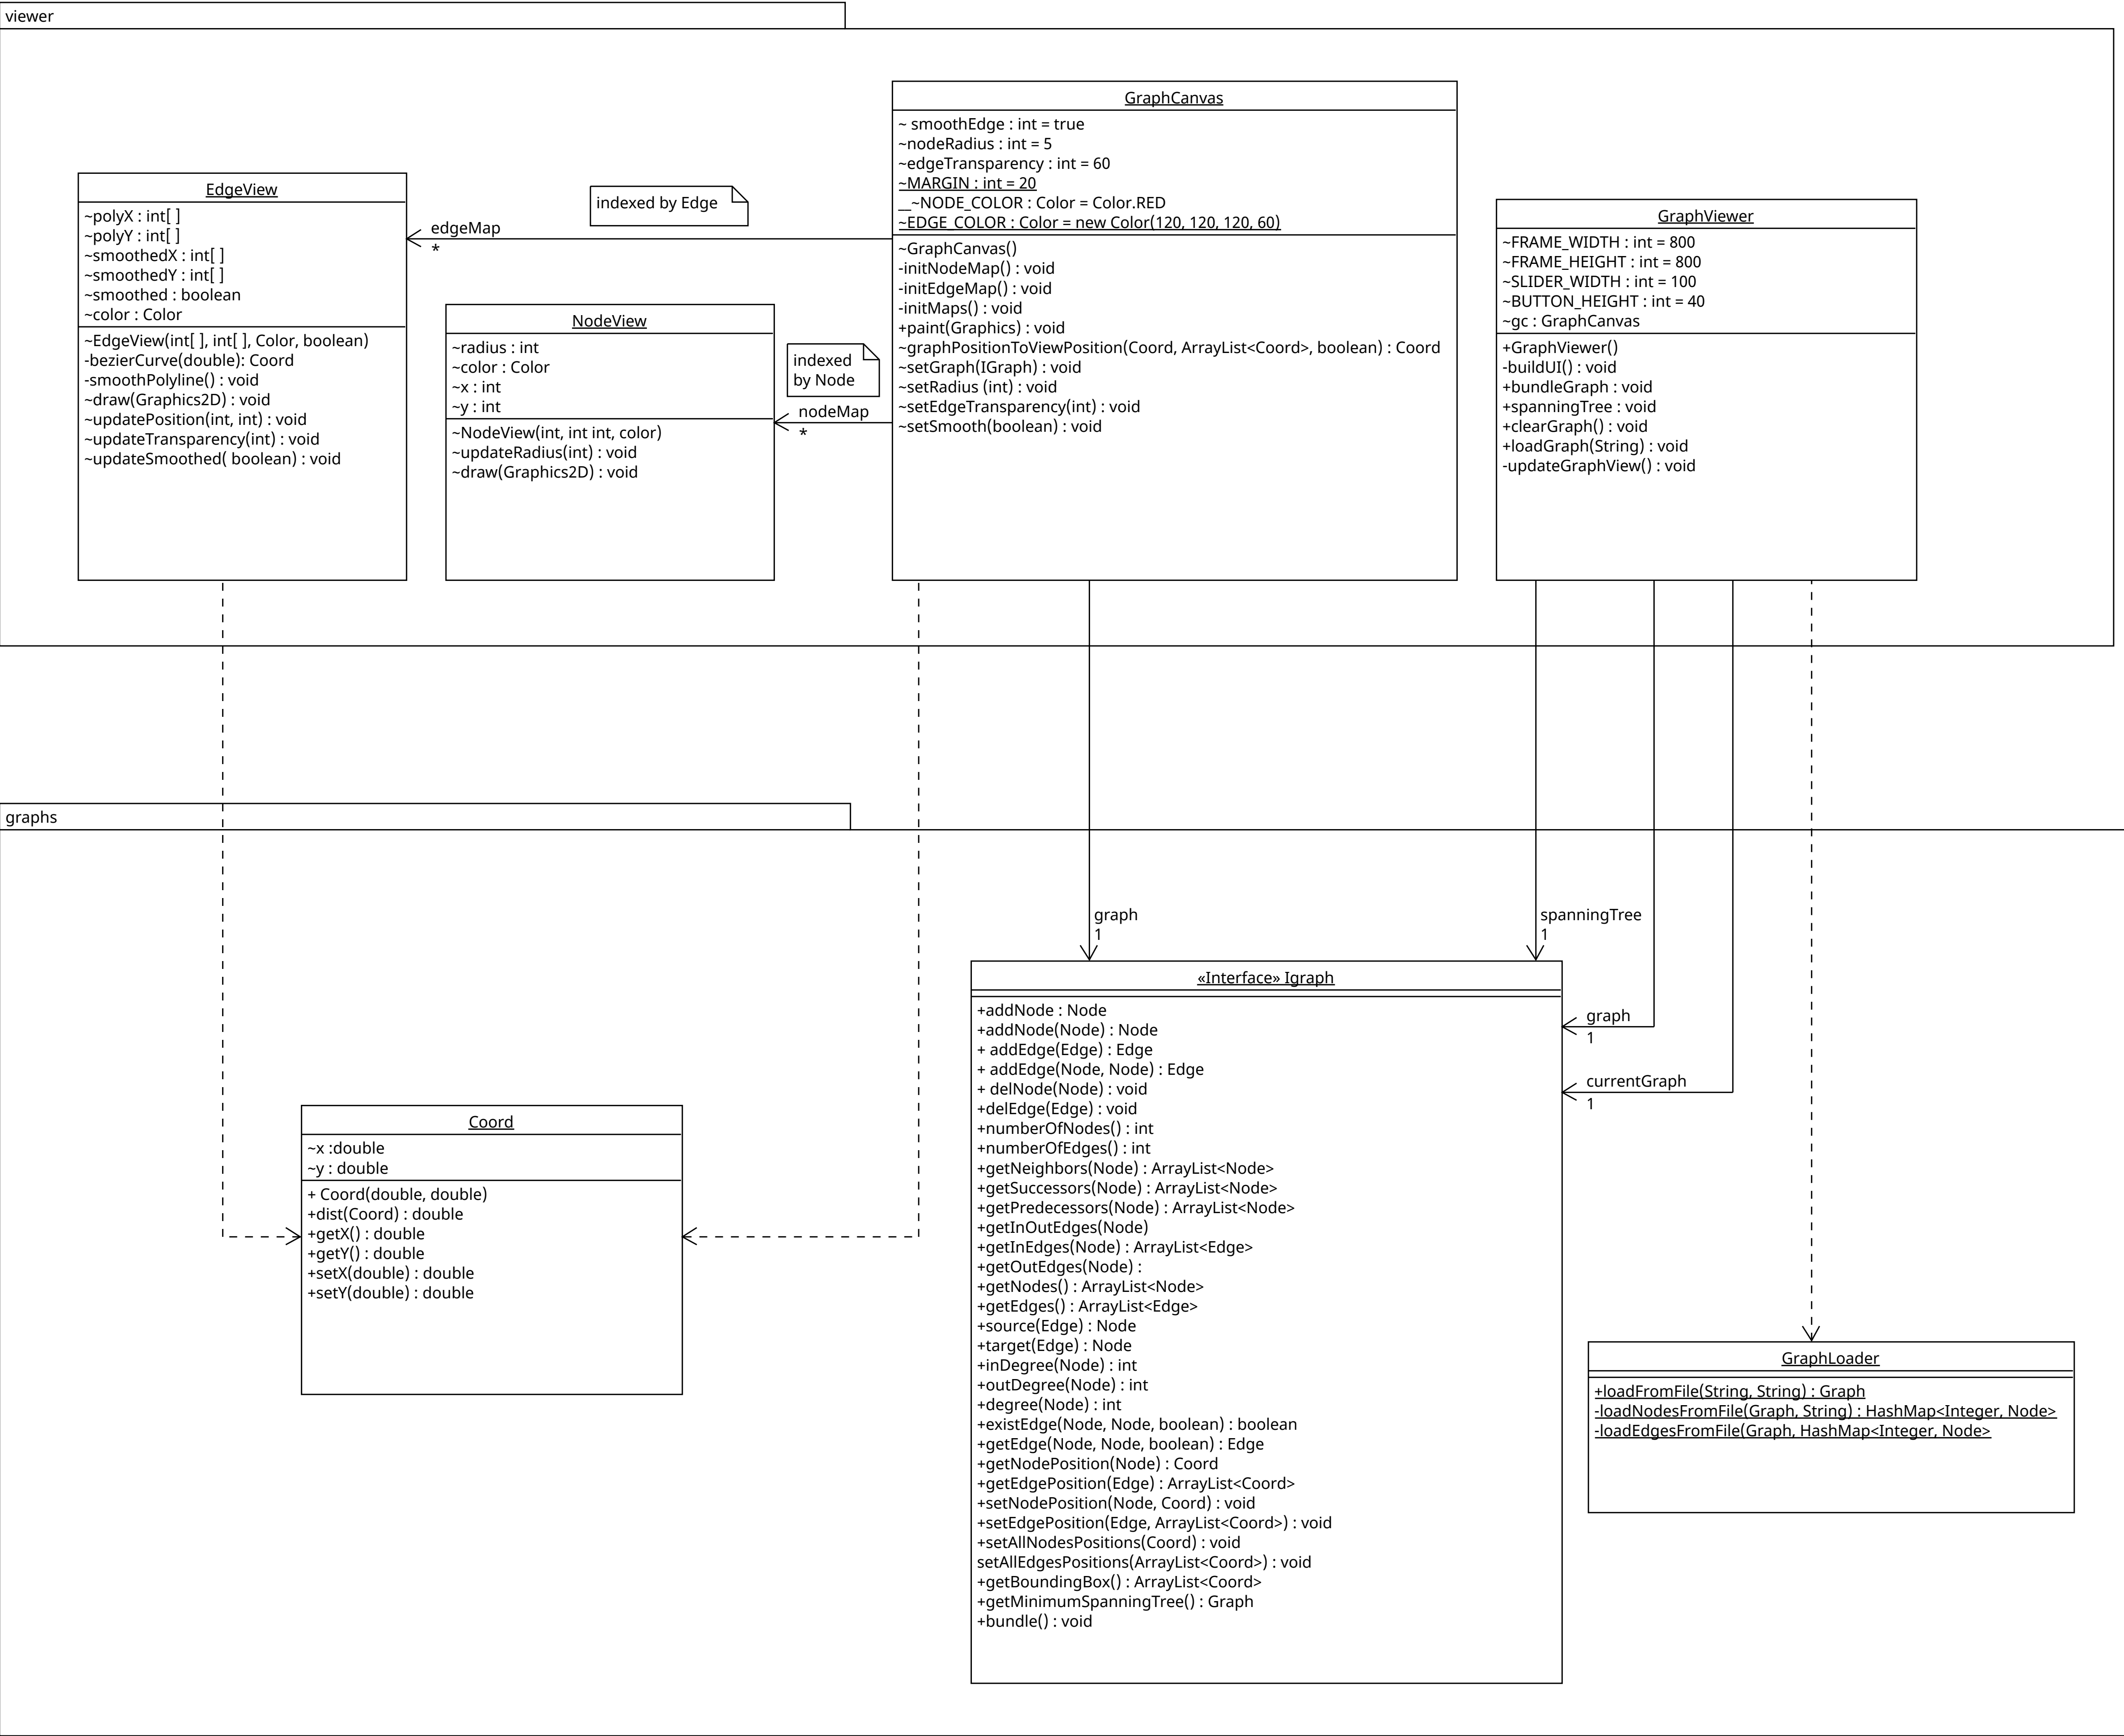 viewer
EdgeView
~polyX : int[ ]
~polyY : int[ ]
~smoothedX : int[ ]
~smoothedY : int[ ]
~smoothed : boolean
~color : Color
~EdgeView(int[ ], int[ ], Color, boolean)
-bezierCurve(double): Coord
-smoothPolyline() : void
~draw(Graphics2D) : void
~updatePosition(int, int) : void
~updateTransparency(int) : void
~updateSmoothed( boolean) : void
edgeMap
*
indexed by Edge
NodeView
~radius : int
~color : Color
~x : int
~y : int
~NodeView(int, int int, color)
~updateRadius(int) : void
~draw(Graphics2D) : void
indexed
by Node
nodeMap
*
GraphCanvas
~ smoothEdge : int = true
~nodeRadius : int = 5
~edgeTransparency : int = 60
~MARGIN : int = 20
__~NODE_COLOR : Color = Color.RED
~EDGE_COLOR : Color = new Color(120, 120, 120, 60)
~GraphCanvas()
-initNodeMap() : void
-initEdgeMap() : void
-initMaps() : void
+paint(Graphics) : void
~graphPositionToViewPosition(Coord, ArrayList<Coord>, boolean) : Coord
~setGraph(IGraph) : void
~setRadius (int) : void
~setEdgeTransparency(int) : void
~setSmooth(boolean) : void
GraphViewer
~FRAME_WIDTH : int = 800
~FRAME_HEIGHT : int = 800
~SLIDER_WIDTH : int = 100
~BUTTON_HEIGHT : int = 40
~gc : GraphCanvas
+GraphViewer()
-buildUI() : void
+bundleGraph : void
+spanningTree : void
+clearGraph() : void
+loadGraph(String) : void
-updateGraphView() : void
graphs
graph
1
spanningTree
1
graph
1
currentGraph
1
Coord
~x :double
~y : double
+ Coord(double, double)
+dist(Coord) : double
+getX() : double
+getY() : double
+setX(double) : double
+setY(double) : double
«Interface» Igraph
+addNode : Node
+addNode(Node) : Node
+ addEdge(Edge) : Edge
+ addEdge(Node, Node) : Edge
+ delNode(Node) : void
+delEdge(Edge) : void
+numberOfNodes() : int
+numberOfEdges() : int
+getNeighbors(Node) : ArrayList<Node>
+getSuccessors(Node) : ArrayList<Node>
+getPredecessors(Node) : ArrayList<Node>
+getInOutEdges(Node)
+getInEdges(Node) : ArrayList<Edge>
+getOutEdges(Node) :
+getNodes() : ArrayList<Node>
+getEdges() : ArrayList<Edge>
+source(Edge) : Node
+target(Edge) : Node
+inDegree(Node) : int
+outDegree(Node) : int
+degree(Node) : int
+existEdge(Node, Node, boolean) : boolean
+getEdge(Node, Node, boolean) : Edge
+getNodePosition(Node) : Coord
+getEdgePosition(Edge) : ArrayList<Coord>
+setNodePosition(Node, Coord) : void
+setEdgePosition(Edge, ArrayList<Coord>) : void
+setAllNodesPositions(Coord) : void
setAllEdgesPositions(ArrayList<Coord>) : void
+getBoundingBox() : ArrayList<Coord>
+getMinimumSpanningTree() : Graph
+bundle() : void
GraphLoader
+loadFromFile(String, String) : Graph
-loadNodesFromFile(Graph, String) : HashMap<Integer, Node>
-loadEdgesFromFile(Graph, HashMap<Integer, Node>